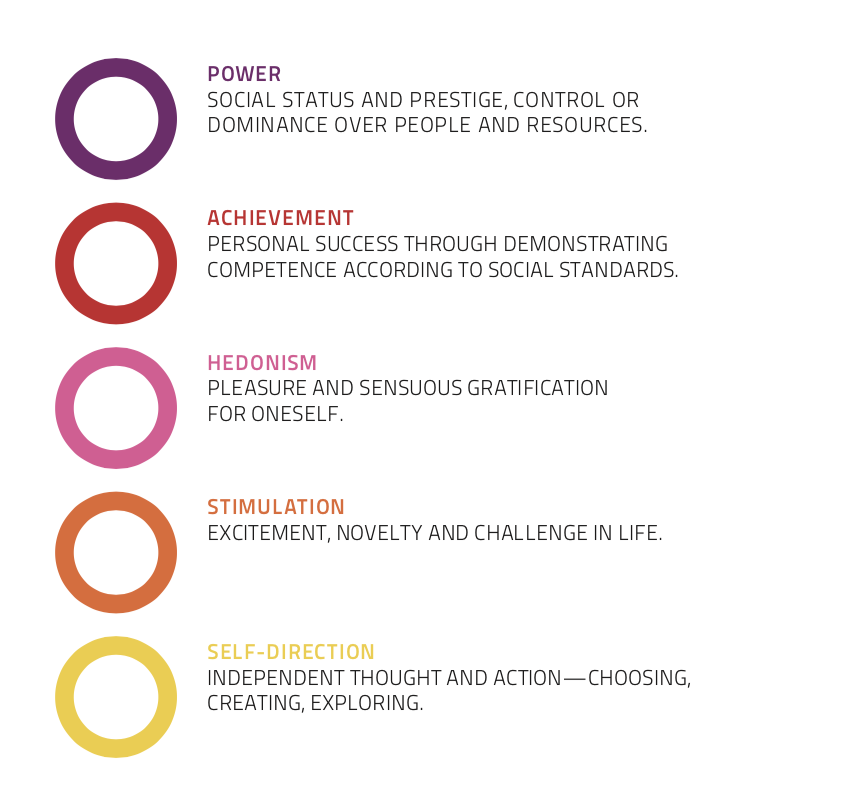 POWER
SOCIAL STATUS AND PRESTIGE, CONTROL OR
DOMINANCE OVER PEOPLE AND RESOURCES.
ACHIEVEMENT
PERSONAL SUCCESS THROUGH DEMONSTRATING
COMPETENCE ACCORDING TO SOCIAL STANDARDS.
HEDONISM
PLEASURE AND SENSUOUS GRATIFICATION
FOR ONESELF.
STIMULATION
EXCITEMENT, NOVELTY AND CHALLENGE IN LIFE.
SELF-DIRECTION
INDEPENDENT THOUGHT AND ACTION—CHOOSING,
CREATING, EXPLORING.